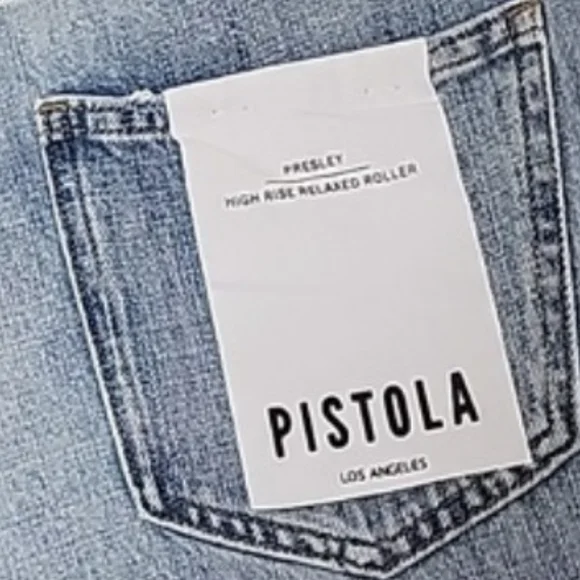 PRESLEY
HIGH RISE RELAXED ROLLER
PISTOLA
LOS ANGELES